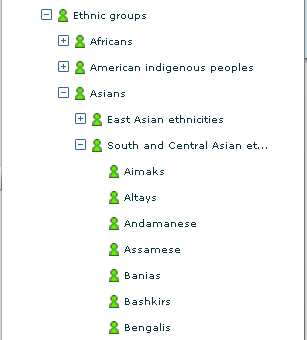 Ethnic groups
Africans
American indigenous peoples
Asians
East Asian ethnicities
South and Central Asian et...
Aimaks
Altays
Andamanese
Assamese
Banias
Bashkirs
Bengalis